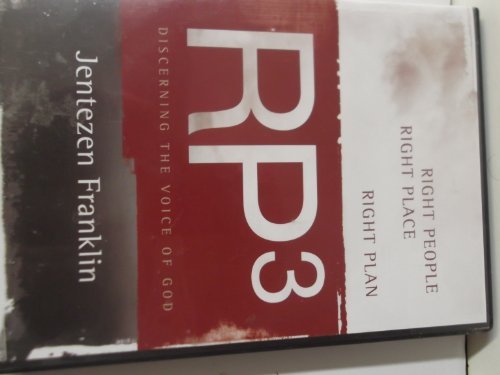 RIGHT PEOPLE
RIGHT PLACE
RIGHT PLAN
RP3
DISCERNING THE VOICE OF GOD
Jentezen Franklin